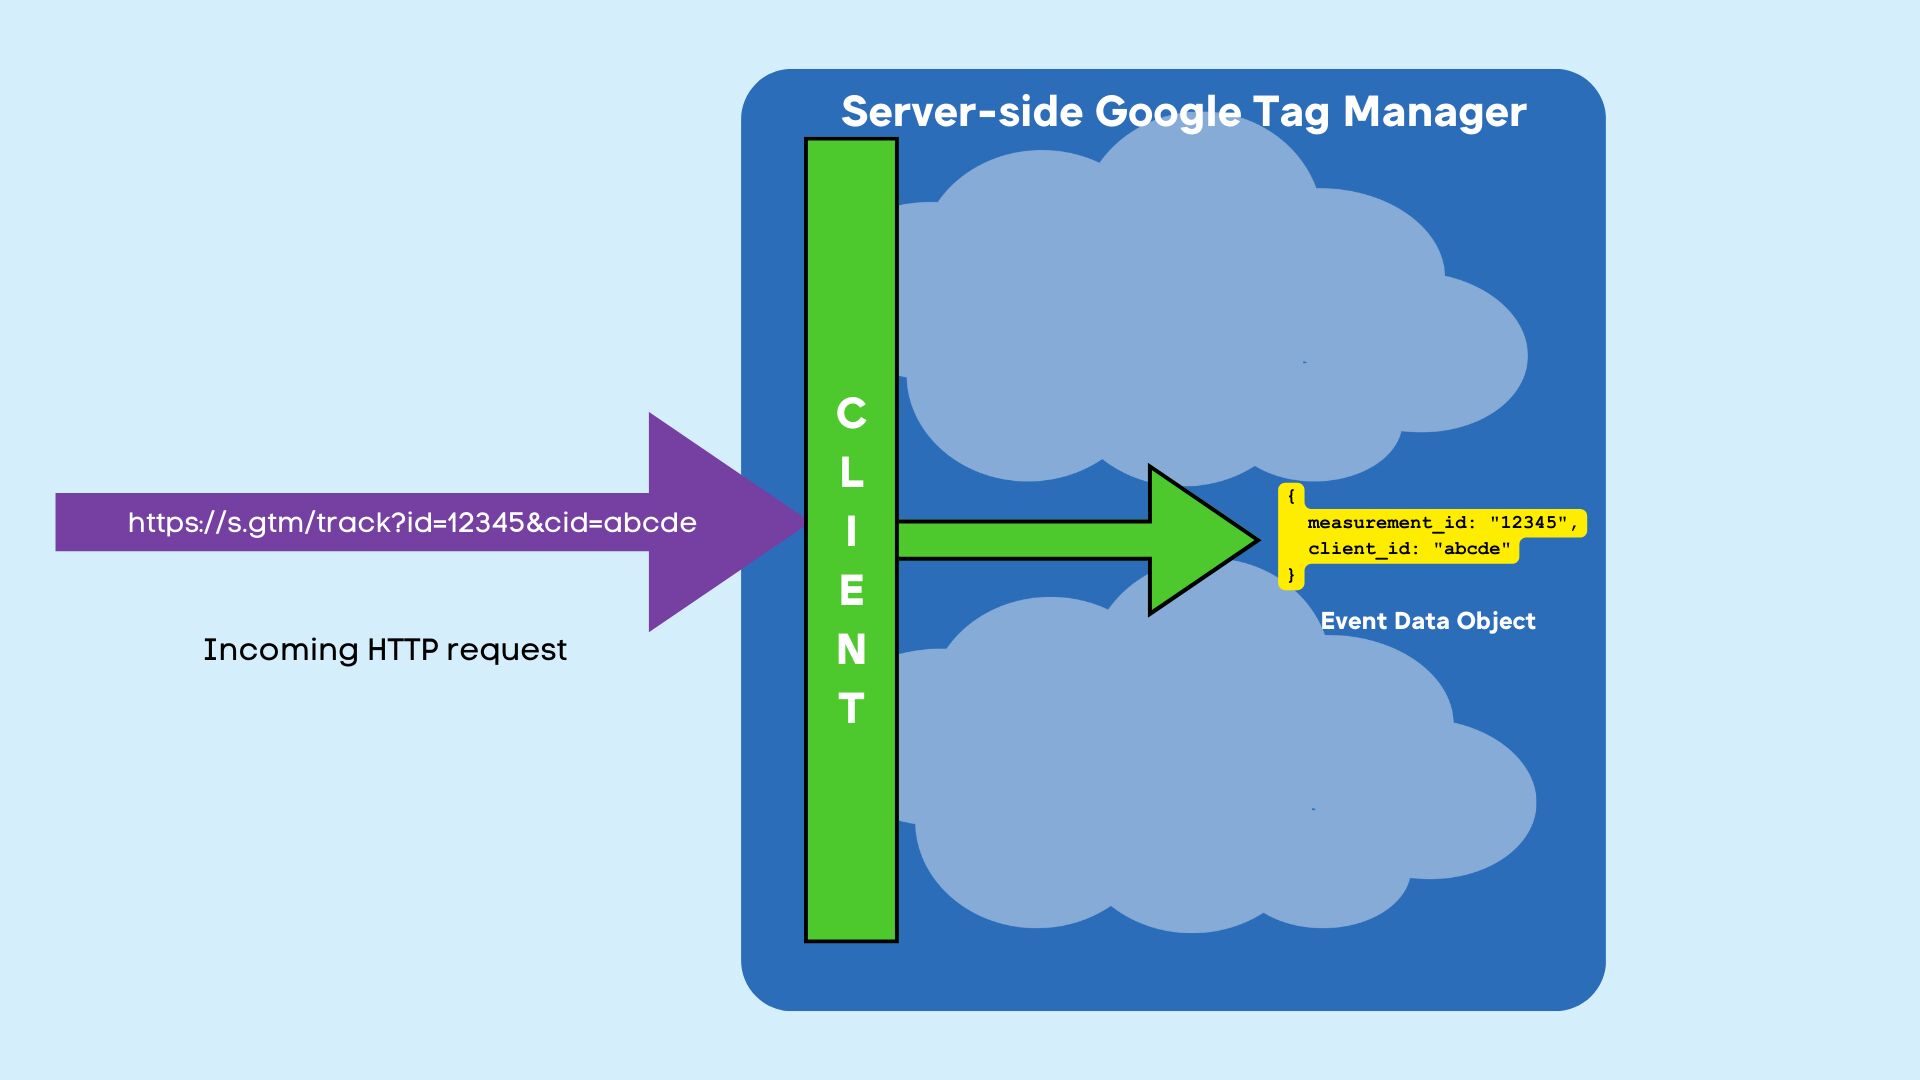 Server-side Google Tag Manager
https://s.gtm/track?id=12345&cid=abcde
Incoming HTTP request
CLIENT
{
measurement_id: "12345",
client_id: "abcde"
}
Event Data Object